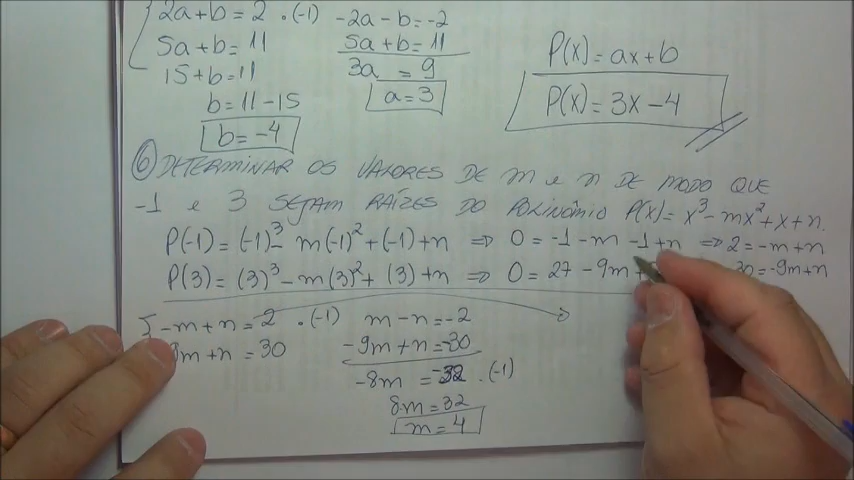 2a+b=2 .(-1) -2a-b=-2
5a+b=11 5a+b=11
3a = 9
15+b=11
a=3
b=11-15
b=-4
P(x)=ax+b
P(x)=3x-4
⑥ DETERMINAR OS VALORES DE m e n DE MODO QUE
-1 e 3 SEJAM RAÍZES DO POLINÔMIO P(x)=x³-mx²+x+n.
P(-1)=(-1)³-m(-1)²+(-1)+n => 0=-1-m-1+n => 2=-m+n
P(3)=(3)³-m(3)²+(3)+n => 0=27-9m+ 30=-9m+n
-m+n=2 .(-1) m-n=-2
9m+n=30 -9m+n=-30
-8m=-32 .(-1)
8m=32
m=4